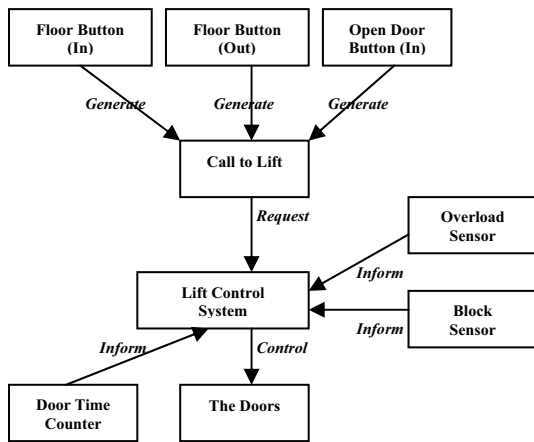 Floor Button
(In)
Floor Button
(Out)
Open Door
Button (In)
Generate
Generate
Generate
Call to Lift
Request
Overload
Sensor
Inform
Lift Control
System
Block
Sensor
Inform
Inform
Control
Door Time
Counter
The Doors